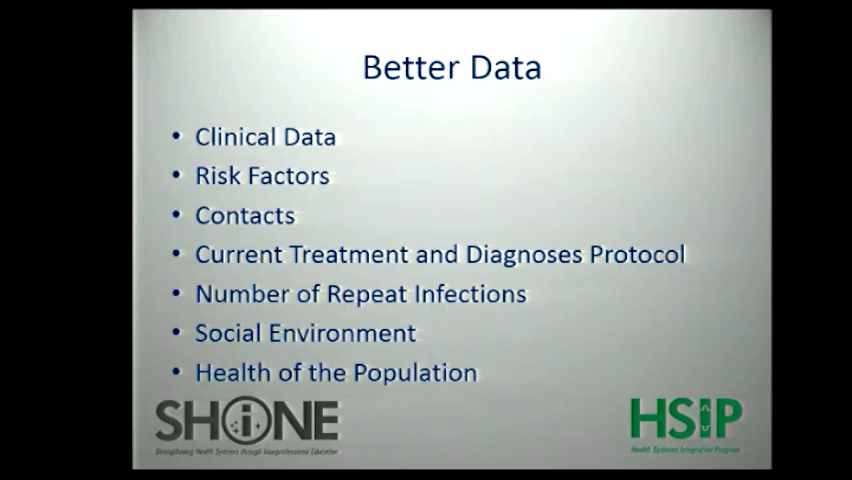 Better Data
• Clinical Data
• Risk Factors
• Contacts
• Current Treatment and Diagnoses Protocol
• Number of Repeat Infections
• Social Environment
• Health of the Population
SHiNE
Strengthening Health Systems through Interprofessional Education
HSiP
Health Systems Integration Program